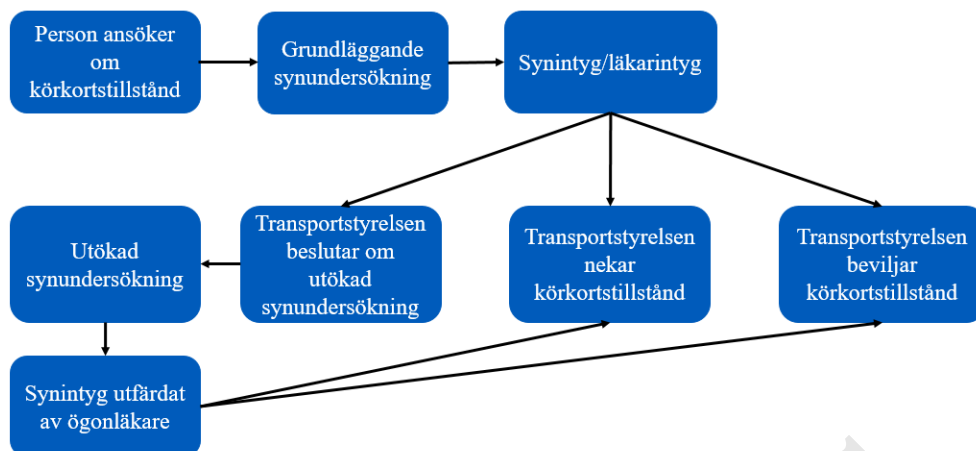 Person ansöker
om
körkortstillstånd
Grundläggande
synundersökning
Synintyg/läkarintyg
Utökad
synundersökning
Transportstyrelsen
beslutar om
utökad
synundersökning
Transportstyrelsen
nekar
körkortstillstånd
Transportstyrelsen
beviljar
körkortstillstånd
Synintyg utfärdat
av ögonläkare